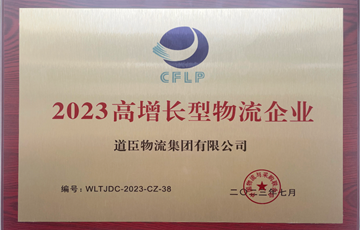 CFLP
2023高增长型物流企业
道臣物流集团有限公司
编号：WLTJDC-2023-CZ-38
二〇二三年七月